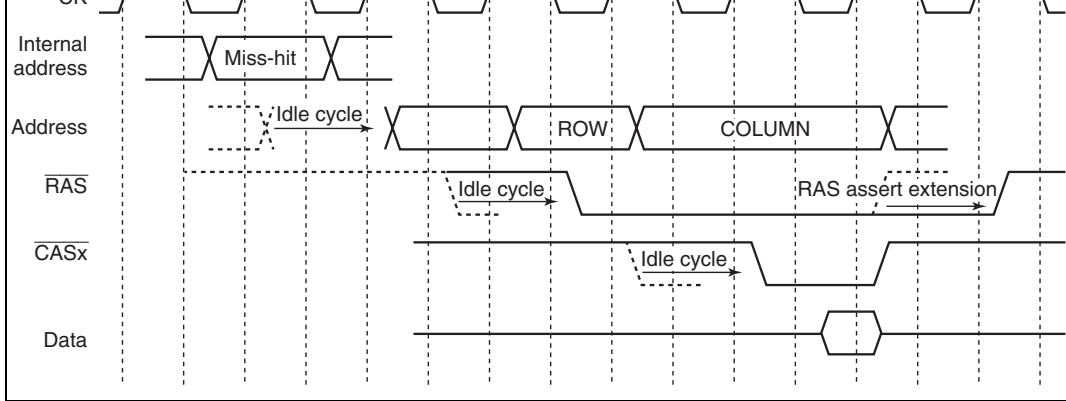 Internal
address
Miss-hit
Address
Idle cycle
ROW
COLUMN
RAS
Idle cycle
RAS assert extension
CASx
Idle cycle
Data